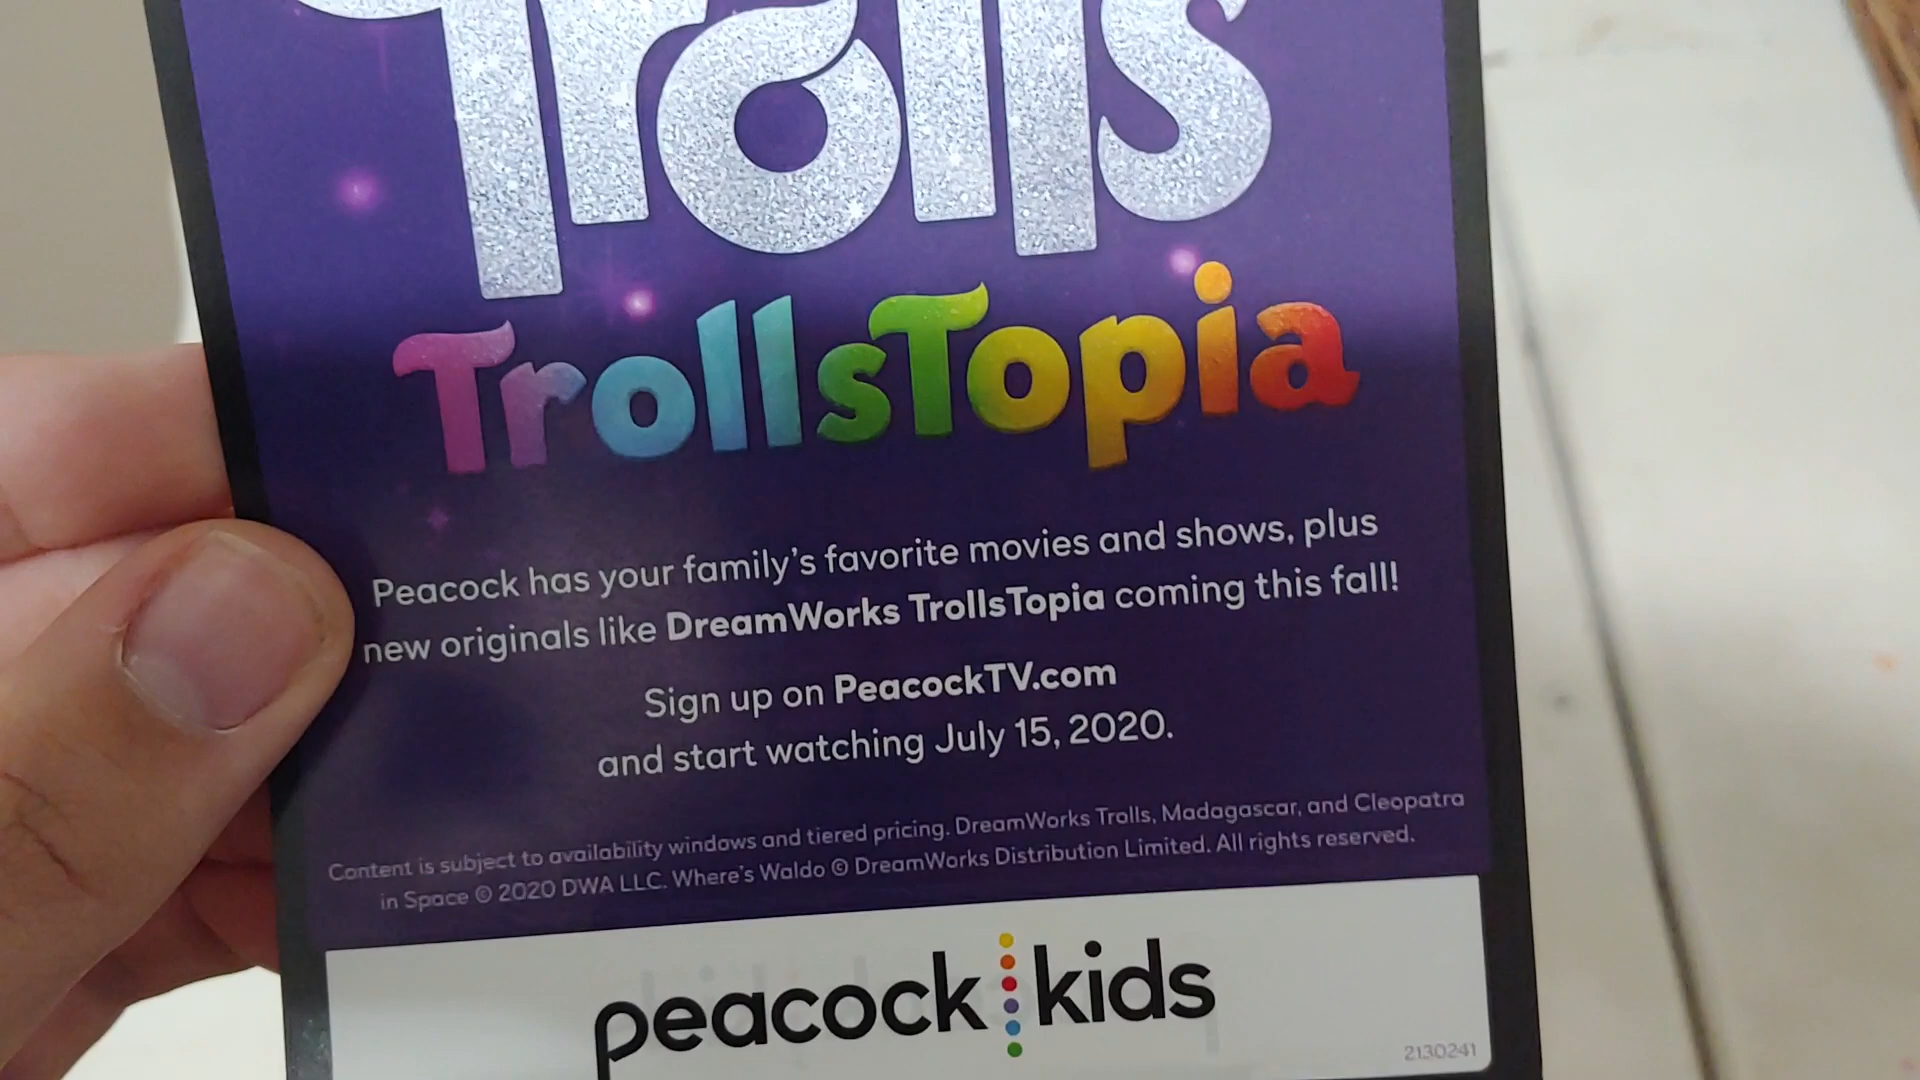 Trolls
TrollsTopia
Peacock has your family's favorite movies and shows, plus
new originals like DreamWorks TrollsTopia coming this fall!
Sign up on PeacockTV.com
and start watching July 15, 2020.
Content is subject to availability windows and tiered pricing. DreamWorks Trolls, Madagascar, and Cleopatra
in Space © 2020 DWA LLC. Where's Waldo © DreamWorks Distribution Limited. All rights reserved.
peacock kids
2130241